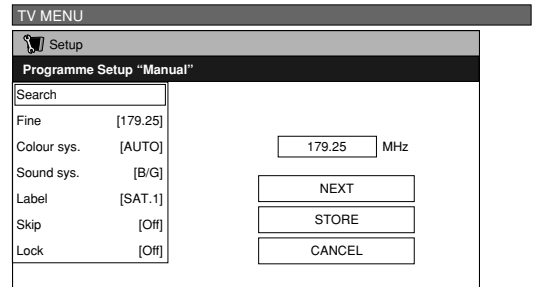 TV MENU
Setup
Programme Setup “Manual”
Search
Fine [179.25]
Colour sys. [AUTO]
Sound sys. [B/G]
Label [SAT.1]
Skip [Off]
Lock [Off]
179.25 MHz
NEXT
STORE
CANCEL